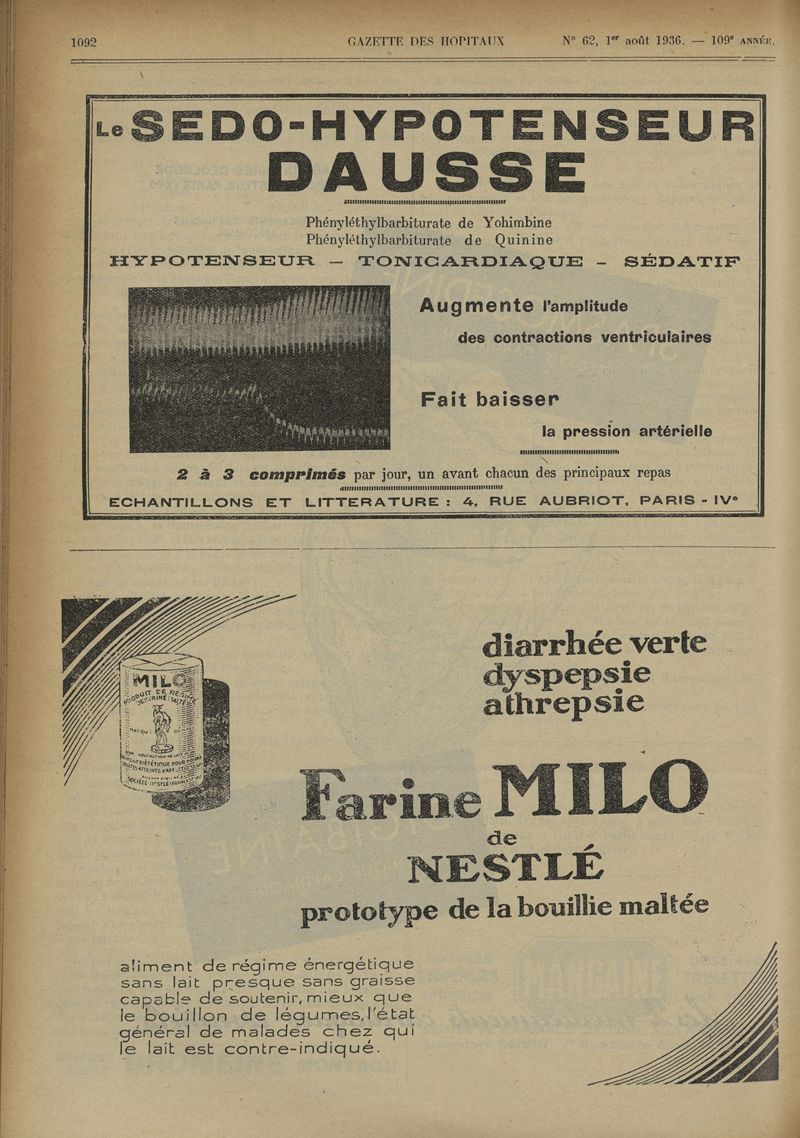 1092 GAZETTE DES HOPITAUX N° 62, 1er août 1936. — 109e ANNÉE.
Le SEDO-HYPOTENSEUR
DAUSSE
Phényléthylbarbiturate de Yohimbine
Phényléthylbarbiturate de Quinine
HYPOTENSEUR — TONICARDIAQUE — SÉDATIF
Augmente l'amplitude
des contractions ventriculaires
Fait baisser
la pression artérielle
2 à 3 comprimés par jour, un avant chacun des principaux repas
ECHANTILLONS ET LITTERATURE : 4, RUE AUBRIOT, PARIS - IVe
diarrhée verte
dyspepsie
athrepsie
MILO
PRODUIT DE REGIME
Farine MILO
de
NESTLÉ
prototype de la bouillie maltée
aliment de régime énergétique
sans lait presque sans graisse
capable de soutenir, mieux que
le bouillon de légumes, l'état
général de malades chez qui
le lait est contre-indiqué.